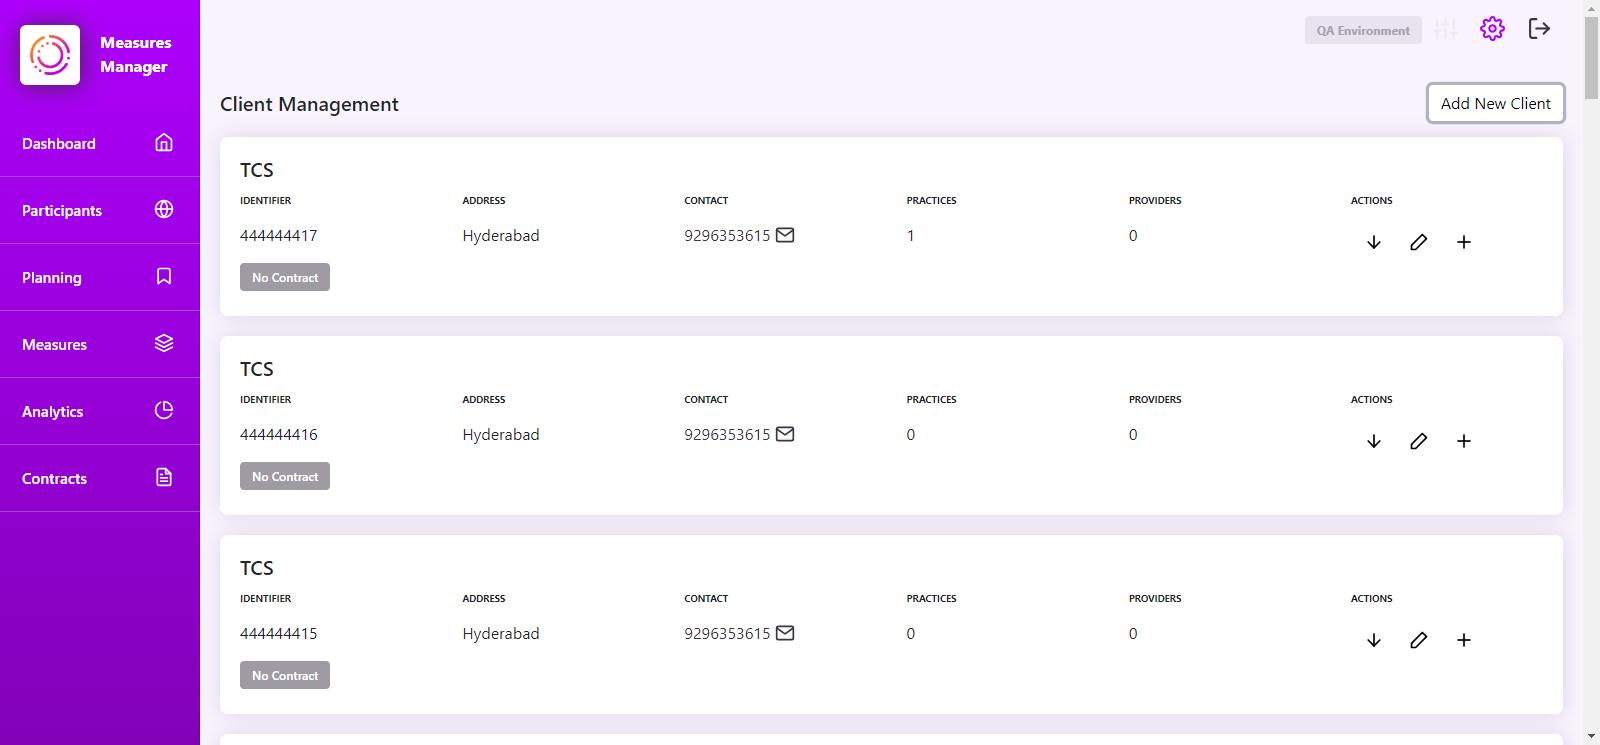 Measures
Manager
QA Environment
Dashboard
Participants
Planning
Measures
Analytics
Contracts
Client Management
Add New Client
TCS
IDENTIFIER ADDRESS CONTACT PRACTICES PROVIDERS ACTIONS
444444417 Hyderabad 9296353615 1 0
No Contract
TCS
IDENTIFIER ADDRESS CONTACT PRACTICES PROVIDERS ACTIONS
444444416 Hyderabad 9296353615 0 0
No Contract
TCS
IDENTIFIER ADDRESS CONTACT PRACTICES PROVIDERS ACTIONS
444444415 Hyderabad 9296353615 0 0
No Contract